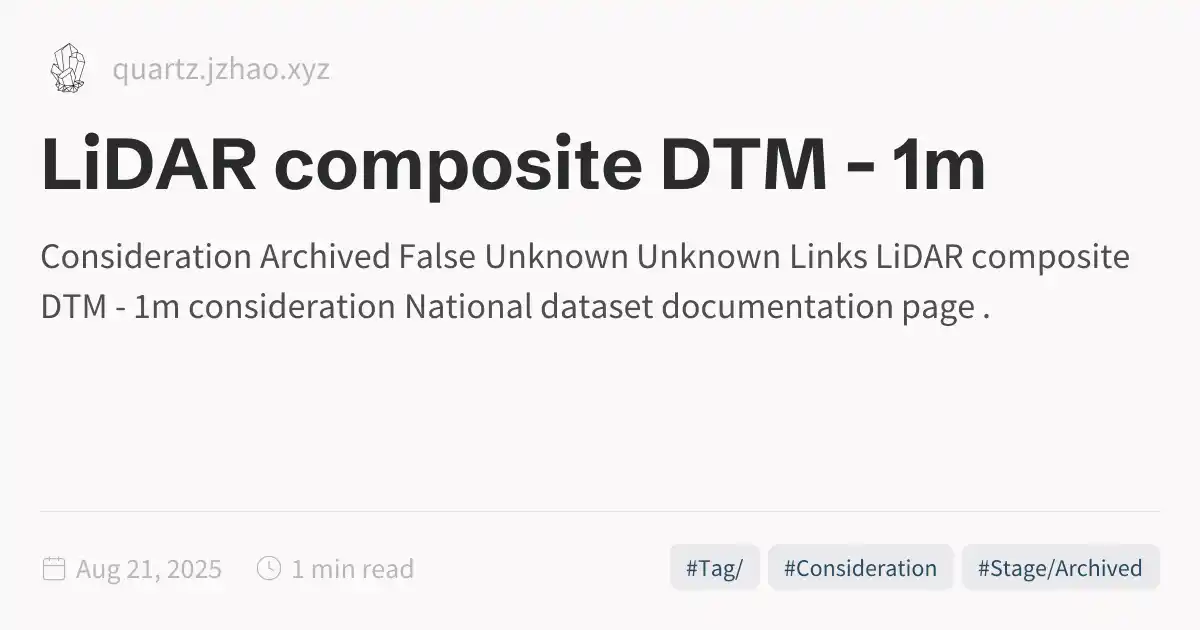 quartz.jzhao.xyz
LiDAR composite DTM - 1m
Consideration Archived False Unknown Unknown Links LiDAR composite
DTM - 1m consideration National dataset documentation page .
Aug 21, 2025 1 min read #Tag/ #Consideration #Stage/Archived